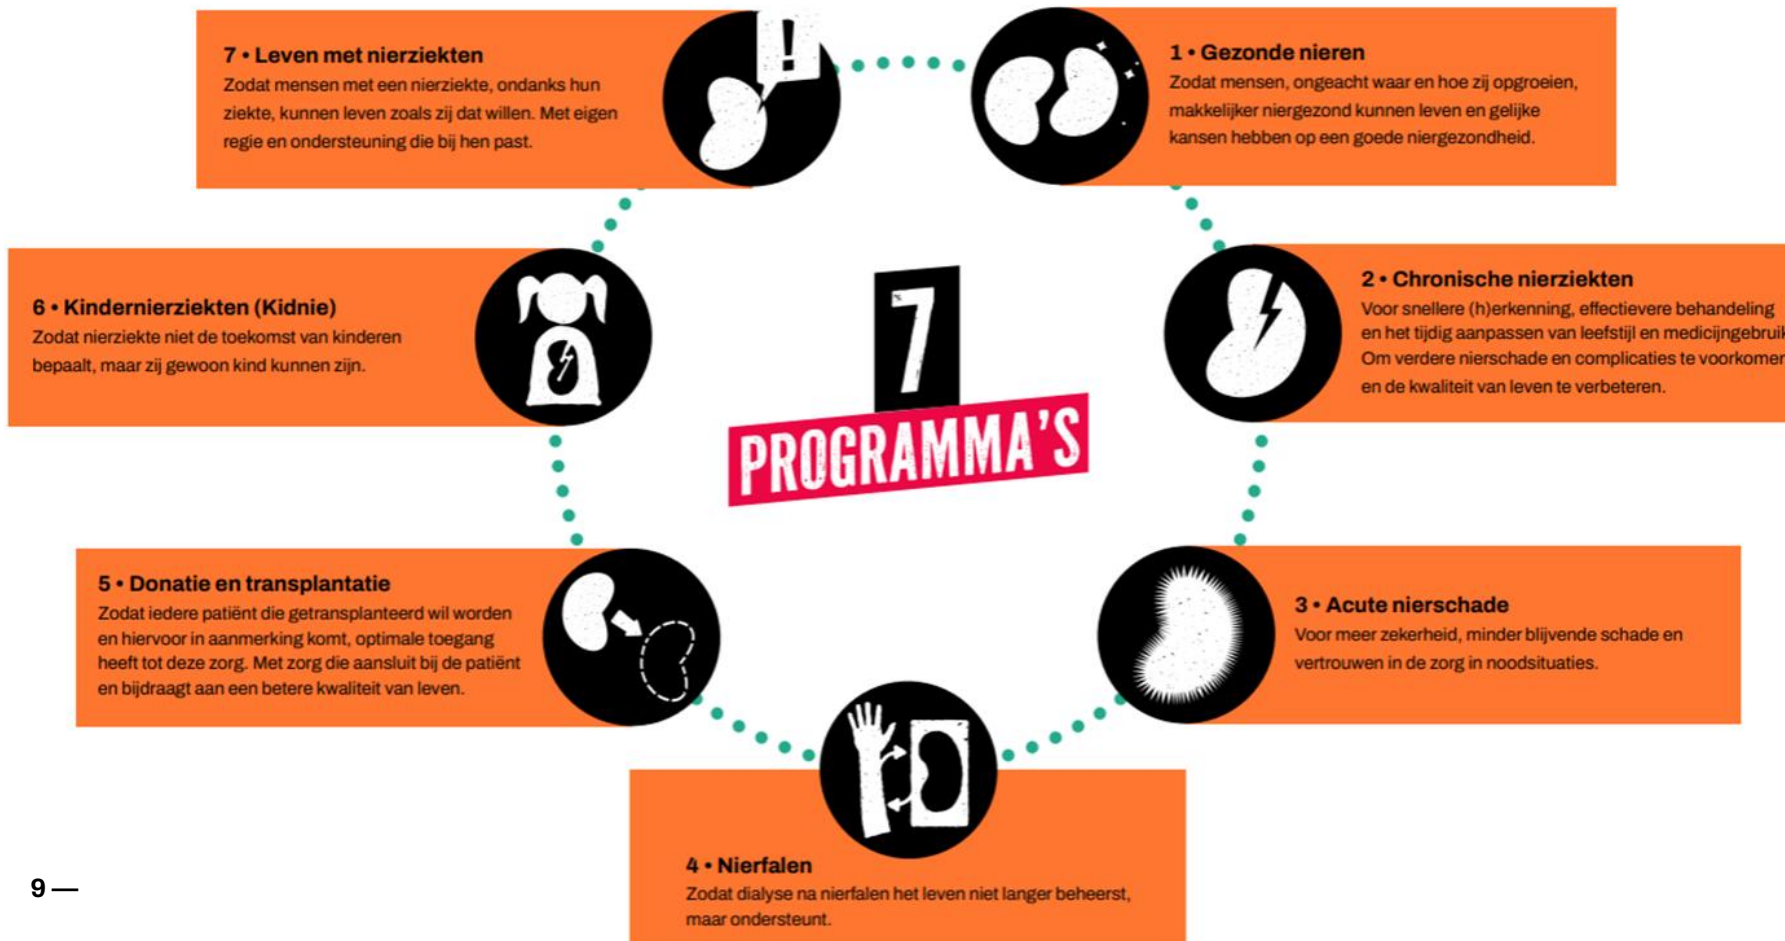 7 • Leven met nierziekten
Zodat mensen met een nierziekte, ondanks hun
ziekte, kunnen leven zoals zij dat willen. Met eigen
regie en ondersteuning die bij hen past.
!
1 • Gezonde nieren
Zodat mensen, ongeacht waar en hoe zij opgroeien,
makkelijker niergezond kunnen leven en gelijke
kansen hebben op een goede niergezondheid.
6 • Kindernierziekten (Kidnie)
Zodat nierziekte niet de toekomst van kinderen
bepaalt, maar zij gewoon kind kunnen zijn.
7
PROGRAMMA'S
2 • Chronische nierziekten
Voor snellere (h)erkenning, effectievere behandeling
en het tijdig aanpassen van leefstijl en medicijngebruik
Om verdere nierschade en complicaties te voorkomen
en de kwaliteit van leven te verbeteren.
5 • Donatie en transplantatie
Zodat iedere patiënt die getransplanteerd wil worden
en hiervoor in aanmerking komt, optimale toegang
heeft tot deze zorg. Met zorg die aansluit bij de patiënt
en bijdraagt aan een betere kwaliteit van leven.
3 • Acute nierschade
Voor meer zekerheid, minder blijvende schade en
vertrouwen in de zorg in noodsituaties.
4 • Nierfalen
Zodat dialyse na nierfalen het leven niet langer beheerst,
maar ondersteunt.
9 —